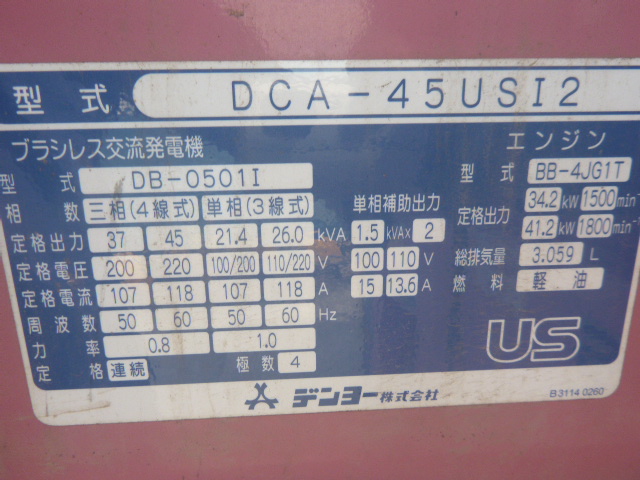 型式 DCA-45USI2
ブラシレス交流発電機
型式 DB-0501I
相数 三相(4線式) 単相(3線式)
定格出力 37 45 21.4 26.0 kVA
定格電圧 200 220 100/200 110/220 V
定格電流 107 118 107 118 A
周波数 50 60 50 60 Hz
力率 0.8 1.0
定格 連続 極数 4
単相補助出力
1.5 kVA× 2
100 110 V
15 13.6 A
エンジン
型式 BB-4JG1T
定格出力 34.2 kW 1500 min⁻
41.2 kW 1800 min⁻
総排気量 3.059 L
燃料 軽油
US
デンヨー株式会社
B3114 0260